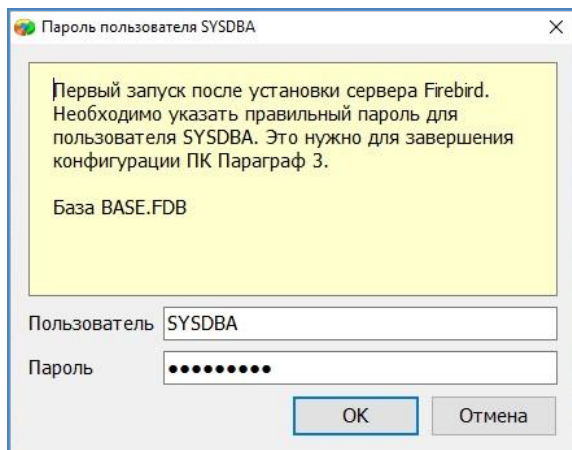 Пароль пользователя SYSDBA
Первый запуск после установки сервера Firebird.
Необходимо указать правильный пароль для
пользователя SYSDBA. Это нужно для завершения
конфигурации ПК Параграф 3.
База BASE.FDB
Пользователь SYSDBA
Пароль ●●●●●●●●●
OK Отмена